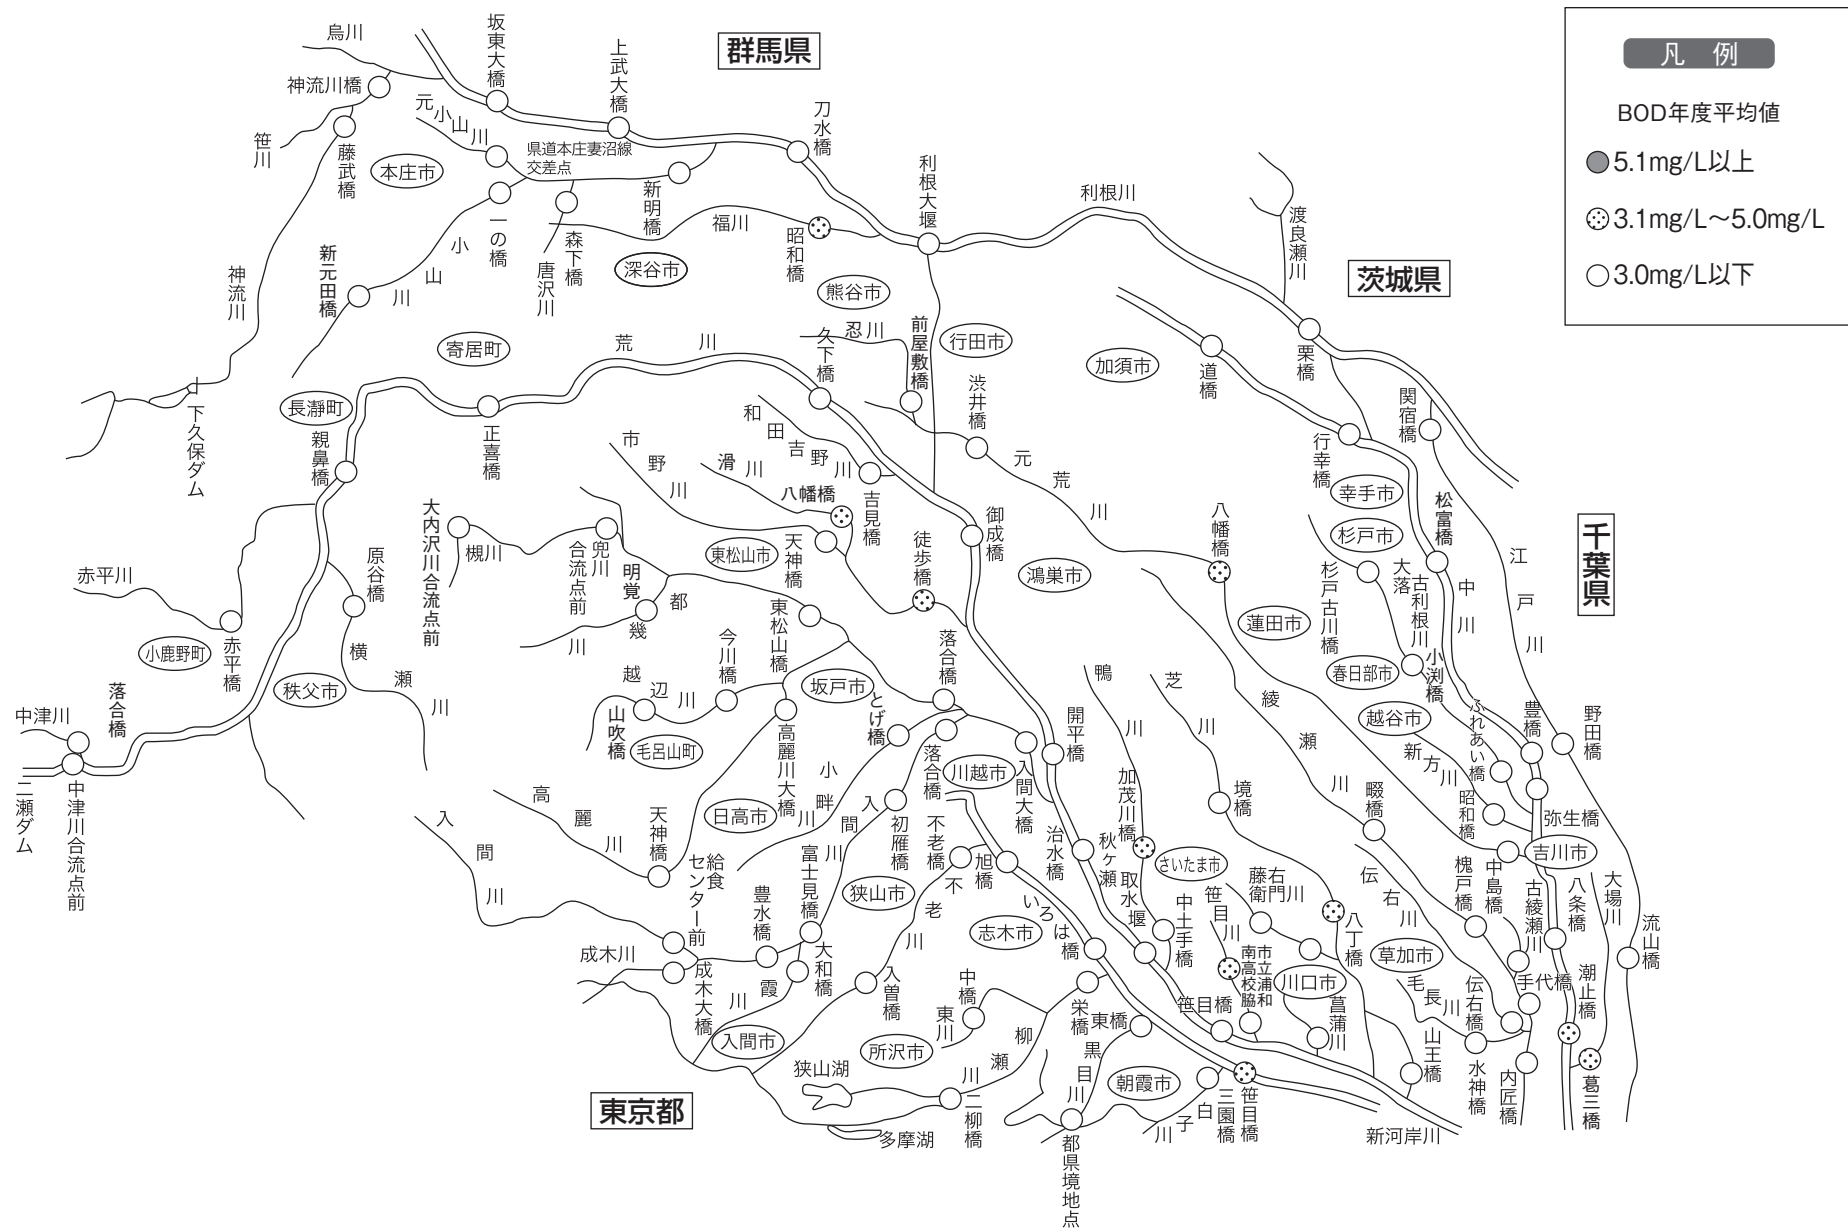 凡 例
BOD年度平均値
5.1mg/L以上
3.1mg/L～5.0mg/L
3.0mg/L以下
群馬県
茨城県
千葉県
東京都
烏川
神流川橋
坂東大橋
上武大橋
刀水橋
利根大堰
利根川
渡良瀬川
笹川
藤武橋
本庄市
元小山川
県道本庄妻沼線
交差点
新明橋
福川
昭和橋
一の橋
森下橋
唐沢川
深谷市
小山川
新元田橋
神流川
熊谷市
忍川
前屋敷橋
行田市
加須市
道橋
栗橋
関宿橋
寄居町
荒川
久下橋
渋井橋
長瀞町
正喜橋
親鼻橋
下久保ダム
和田吉野川
市野川
滑川
八幡橋
吉見橋
元荒川
行幸橋
幸手市
松富橋
杉戸市
八幡橋
御成橋
大内沢川合流点前
槻川
兜川
合流点前
明覚
都幾川
東松山市
天神橋
徒歩橋
鴻巣市
杉戸古川橋
大落
古利根川
中川
江戸川
赤平川
原谷橋
小鹿野町
赤平橋
秩父市
横瀬川
東松山橋
今川橋
越辺川
山吹橋
毛呂山町
坂戸市
高麗川大橋
とげ橋
落合橋
落合橋
蓮田市
春日部市
小渕橋
越谷市
ふれあい橋
豊橋
野田橋
中津川
落合橋
二瀬ダム
中津川合流点前
鴨川
芝川
綾瀬川
新方川
昭和橋
弥生橋
吉川市
開平橋
川越市
入間大橋
加茂川橋
境橋
畷橋
高麗川
天神橋
日高市
小畔川
入間川
入間川
初雁橋
不老橋
旭橋
治水橋
秋ヶ瀬
取水堰
さいたま市
給食
センター前
豊水橋
富士見橋
狭山市
不老川
志木市
いろは橋
中土手橋
笹目川
藤右
衛門川
八丁橋
伝右川
槐戸橋
中島橋
古綾瀬川
八条橋
大場川
流山橋
草加市
成木川
成木大橋
霞川
大和橋
入曽橋
中橋
東川
栄橋
東橋
笹目橋
市立浦和
南高校脇
川口市
菖蒲川
毛長川
伝右橋
手代橋
潮止橋
入間市
所沢市
柳瀬川
黒目川
朝霞市
山王橋
水神橋
内匠橋
葛三橋
狭山湖
多摩湖
二柳橋
都県境地点
白子川
三園橋
笹目橋
新河岸川